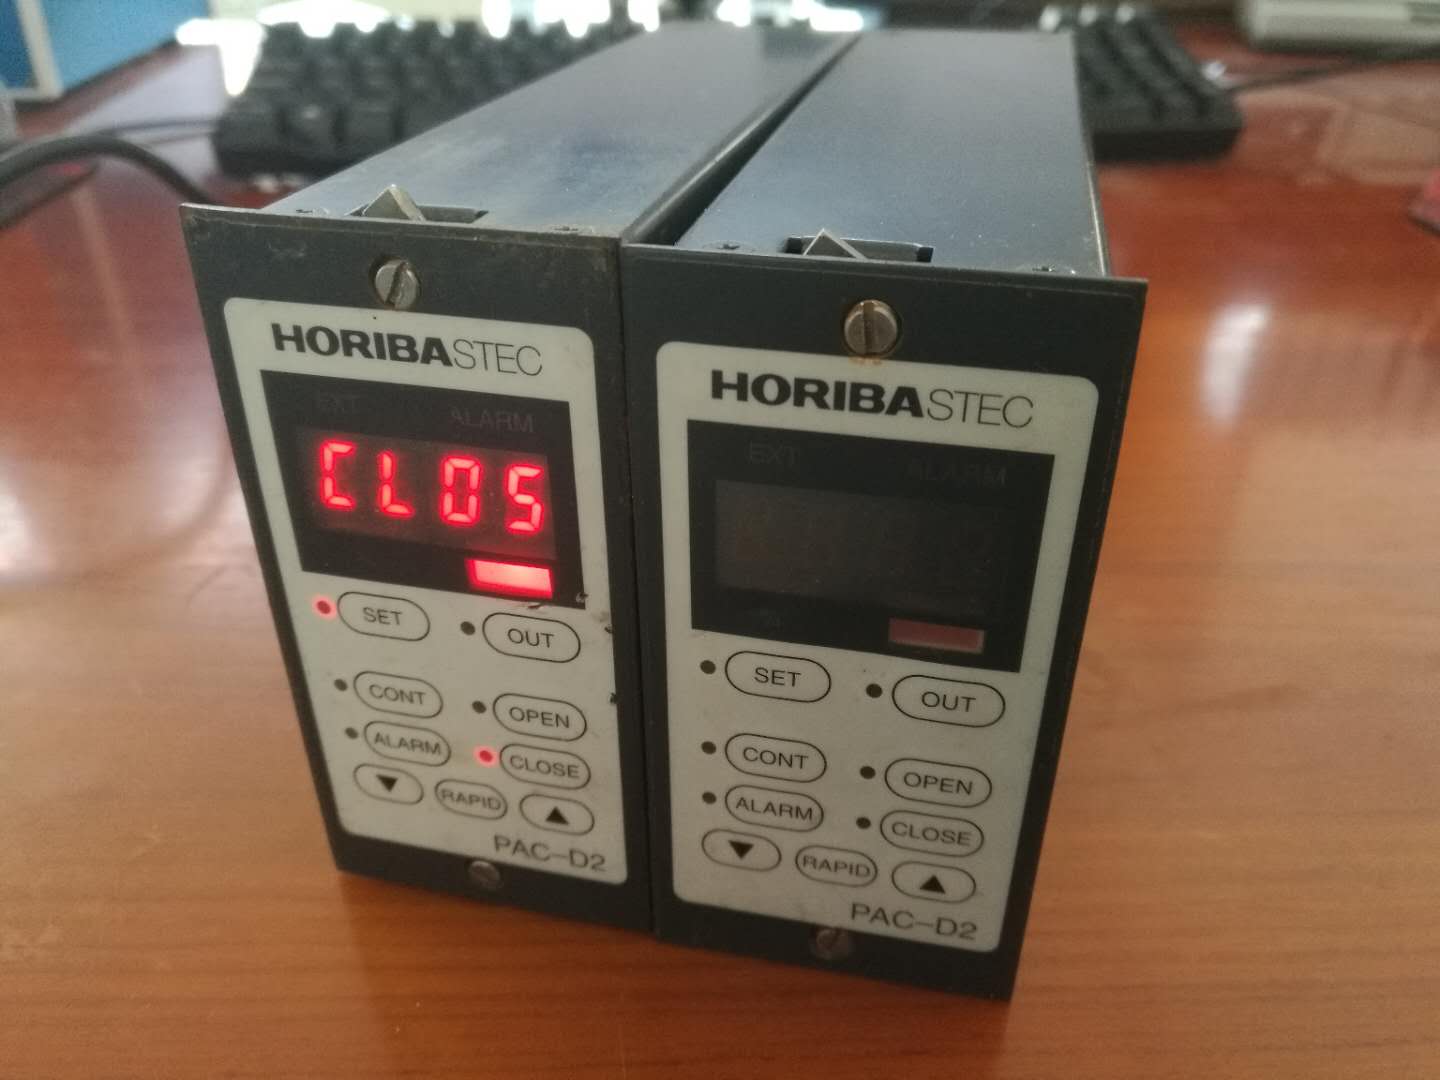 HORIBASTEC
EXT ALARM
CLOS
SET OUT
CONT OPEN
ALARM CLOSE
▼ RAPID ▲
PAC-D2
HORIBASTEC
EXT ALARM
SET OUT
CONT OPEN
ALARM CLOSE
▼ RAPID ▲
PAC-D2